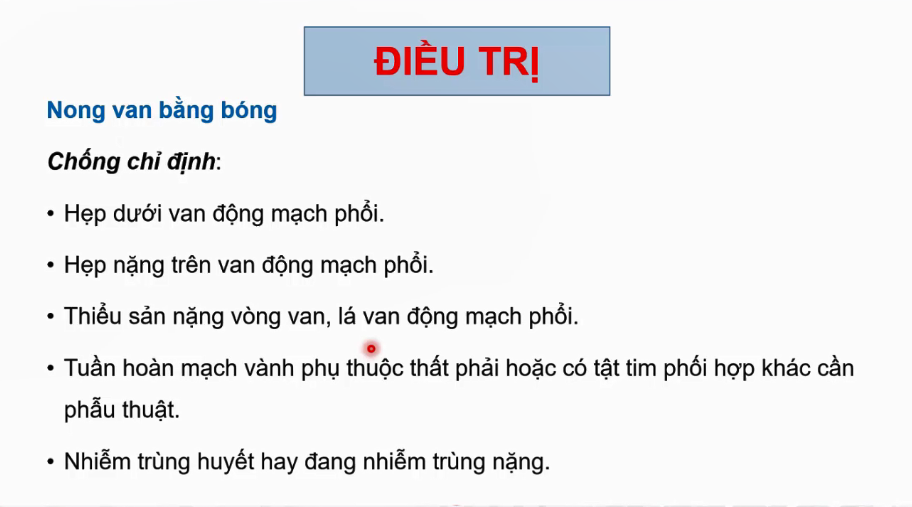 ĐIỀU TRỊ
Nong van bằng bóng
Chống chỉ định:
• Hẹp dưới van động mạch phổi.
• Hẹp nặng trên van động mạch phổi.
• Thiểu sản nặng vòng van, lá van động mạch phổi.
• Tuần hoàn mạch vành phụ thuộc thất phải hoặc có tật tim phối hợp khác cần
phẫu thuật.
• Nhiễm trùng huyết hay đang nhiễm trùng nặng.